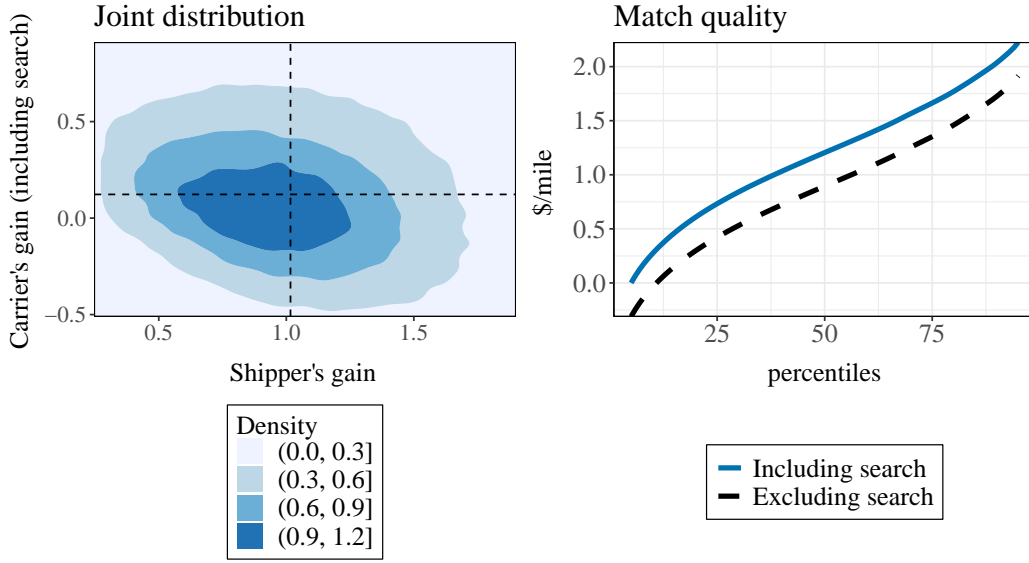 Joint distribution
Carrier's gain (including search)
0.5
0.0
−0.5
0.5
1.0
1.5
Shipper's gain
Density
(0.0, 0.3]
(0.3, 0.6]
(0.6, 0.9]
(0.9, 1.2]
Match quality
$/mile
2.0
1.5
1.0
0.5
0.0
25
50
75
percentiles
Including search
Excluding search